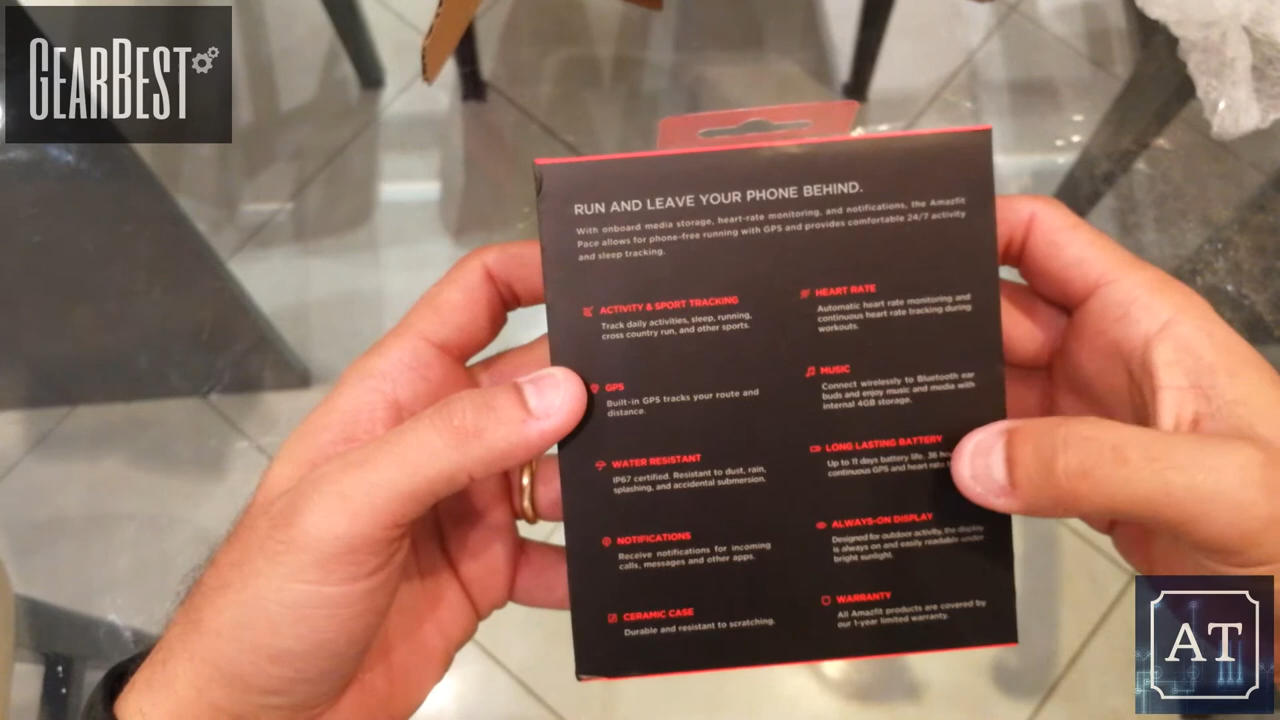 GEARBEST
RUN AND LEAVE YOUR PHONE BEHIND.
With onboard media storage, heart-rate monitoring, and notifications, the Amazfit
Pace allows for phone-free running with GPS and provides comfortable 24/7 activity
and sleep tracking.
ACTIVITY & SPORT TRACKING
Track daily activities, sleep, running,
cross country run, and other sports.
GPS
Built-in GPS tracks your route and
distance.
WATER RESISTANT
IP67 certified. Resistant to dust, rain,
splashing, and accidental submersion.
NOTIFICATIONS
Receive notifications for incoming
calls, messages and other apps.
CERAMIC CASE
Durable and resistant to scratching.
HEART RATE
Automatic heart rate monitoring and
continuous heart rate tracking during
workouts.
MUSIC
Connect wirelessly to Bluetooth ear
buds and enjoy music and media with
internal 4GB storage.
LONG LASTING BATTERY
Up to 11 days battery life. 36
continuous GPS and heart rate
ALWAYS-ON DISPLAY
Designed for outdoor activity, the display
is always on and easily readable under
bright sunlight.
WARRANTY
All Amazfit products are covered by
our 1-year limited warranty.
AT